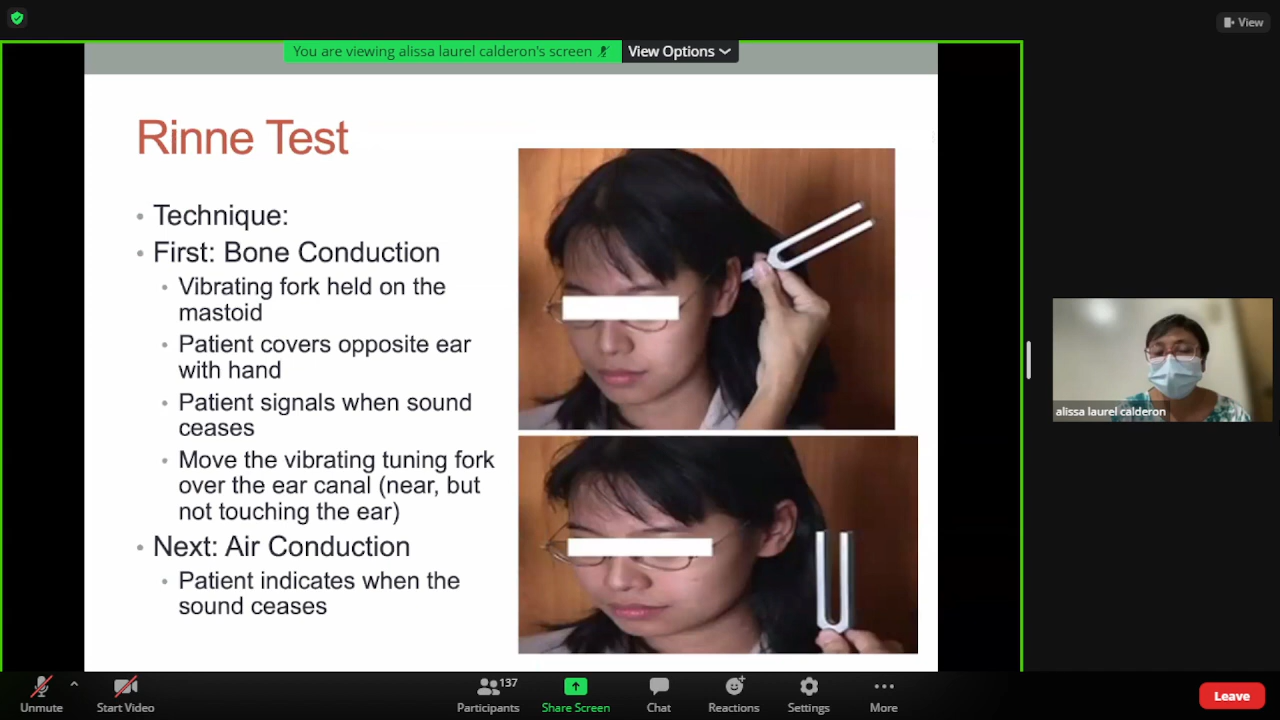 View
You are viewing alissa laurel calderon's screen
View Options
Rinne Test
• Technique:
• First: Bone Conduction
• Vibrating fork held on the
mastoid
• Patient covers opposite ear
with hand
• Patient signals when sound
ceases
• Move the vibrating tuning fork
over the ear canal (near, but
not touching the ear)
• Next: Air Conduction
• Patient indicates when the
sound ceases
alissa laurel calderon
Unmute
Start Video
137
Participants
Share Screen
Chat
Reactions
Settings
More
Leave